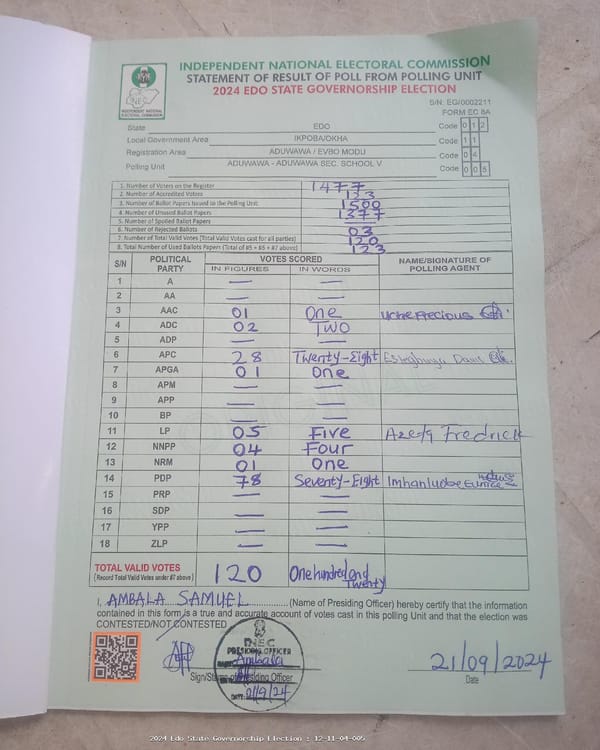 INDEPENDENT NATIONAL ELECTORAL COMMISSION
STATEMENT OF RESULT OF POLL FROM POLLING UNIT
2024 EDO STATE GOVERNORSHIP ELECTION
S/N: EG/0002211
FORM EC 8A
INEC
INDEPENDENT NATIONAL ELECTORAL COMMISSION
State EDO Code 0 1 2
Local Government Area IKPOBA/OKHA Code 1 1
Registration Area ADUWAWA / EVBO MODU Code 0 4
Polling Unit ADUWAWA - ADUWAWA SEC. SCHOOL V Code 0 0 5
1. Number of Voters on the Register 1477
2. Number of Accredited Voters 123
3. Number of Ballot Papers Issued to the Polling Unit 1500
4. Number of Unused Ballot Papers 1377
5. Number of Spoiled Ballot Papers —
6. Number of Rejected Ballots 03
7. Number of Total Valid Votes (Total Valid Votes cast for all parties) 120
8. Total Number of Used Ballots Papers (Total of #5 + #6 + #7 above) 123
S/N POLITICAL PARTY VOTES SCORED NAME/SIGNATURE OF POLLING AGENT
IN FIGURES IN WORDS
1 A — —
2 AA — —
3 AAC 01 One Uche Precious
4 ADC 02 Two
5 ADP — —
6 APC 28 Twenty-Eight
7 APGA 01 One
8 APM — —
9 APP — —
10 BP — —
11 LP 05 Five Fredrick
12 NNPP 04 Four
13 NRM 01 One
14 PDP 78 Seventy-Eight Eunice
15 PRP — —
16 SDP — —
17 YPP — —
18 ZLP — —
TOTAL VALID VOTES 120 One hundred and Twenty
(Record Total Valid Votes under #7 above)
I, AMBALA SAMUEL (Name of Presiding Officer) hereby certify that the information
contained in this form is a true and accurate account of votes cast in this polling Unit and that the election was
CONTESTED/NOT CONTESTED
INEC
PRESIDING OFFICER
Ambala
DATE: 21/9/24
Sign/Stamp of Presiding Officer
21/09/2024
Date
2024 Edo State Governorship Election : 12-11-04-005